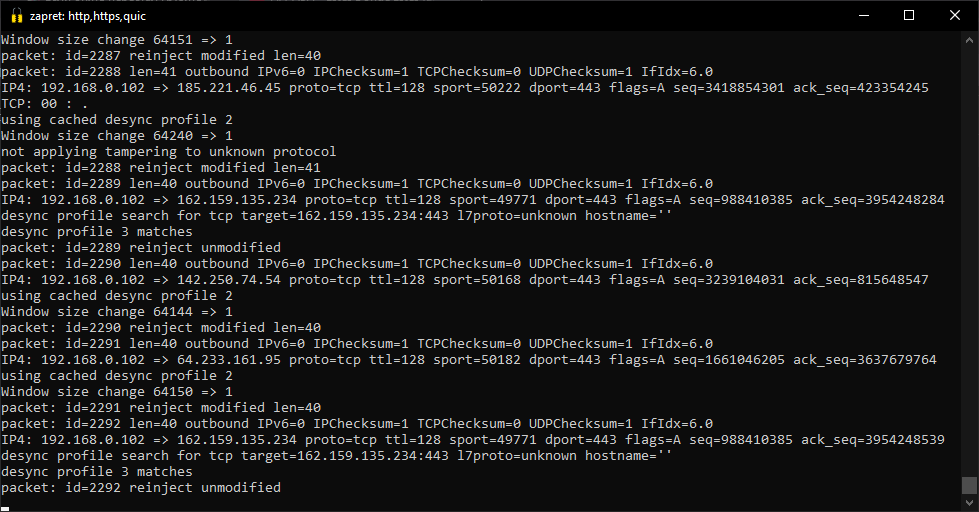 zapret: http,https,quic
Window size change 64151 => 1
packet: id=2287 reinject modified len=40
packet: id=2288 len=41 outbound IPv6=0 IPChecksum=1 TCPChecksum=0 UDPChecksum=1 IfIdx=6.0
IP4: 192.168.0.102 => 185.221.46.45 proto=tcp ttl=128 sport=50222 dport=443 flags=A seq=3418854301 ack_seq=423354245
TCP: 00 : .
using cached desync profile 2
Window size change 64240 => 1
not applying tampering to unknown protocol
packet: id=2288 reinject modified len=41
packet: id=2289 len=40 outbound IPv6=0 IPChecksum=1 TCPChecksum=0 UDPChecksum=1 IfIdx=6.0
IP4: 192.168.0.102 => 162.159.135.234 proto=tcp ttl=128 sport=49771 dport=443 flags=A seq=988410385 ack_seq=3954248284
desync profile search for tcp target=162.159.135.234:443 l7proto=unknown hostname=''
desync profile 3 matches
packet: id=2289 reinject unmodified
packet: id=2290 len=40 outbound IPv6=0 IPChecksum=1 TCPChecksum=0 UDPChecksum=1 IfIdx=6.0
IP4: 192.168.0.102 => 142.250.74.54 proto=tcp ttl=128 sport=50168 dport=443 flags=A seq=3239104031 ack_seq=815648547
using cached desync profile 2
Window size change 64144 => 1
packet: id=2290 reinject modified len=40
packet: id=2291 len=40 outbound IPv6=0 IPChecksum=1 TCPChecksum=0 UDPChecksum=1 IfIdx=6.0
IP4: 192.168.0.102 => 64.233.161.95 proto=tcp ttl=128 sport=50182 dport=443 flags=A seq=1661046205 ack_seq=3637679764
using cached desync profile 2
Window size change 64150 => 1
packet: id=2291 reinject modified len=40
packet: id=2292 len=40 outbound IPv6=0 IPChecksum=1 TCPChecksum=0 UDPChecksum=1 IfIdx=6.0
IP4: 192.168.0.102 => 162.159.135.234 proto=tcp ttl=128 sport=49771 dport=443 flags=A seq=988410385 ack_seq=3954248539
desync profile search for tcp target=162.159.135.234:443 l7proto=unknown hostname=''
desync profile 3 matches
packet: id=2292 reinject unmodified